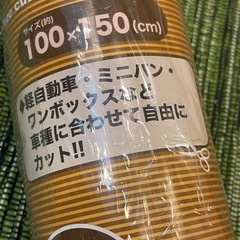 サイズ(約)
100×150(cm)
◆軽自動車・ミニバン・
ワンボックスなど
車種に合わせて自由に
カット!!